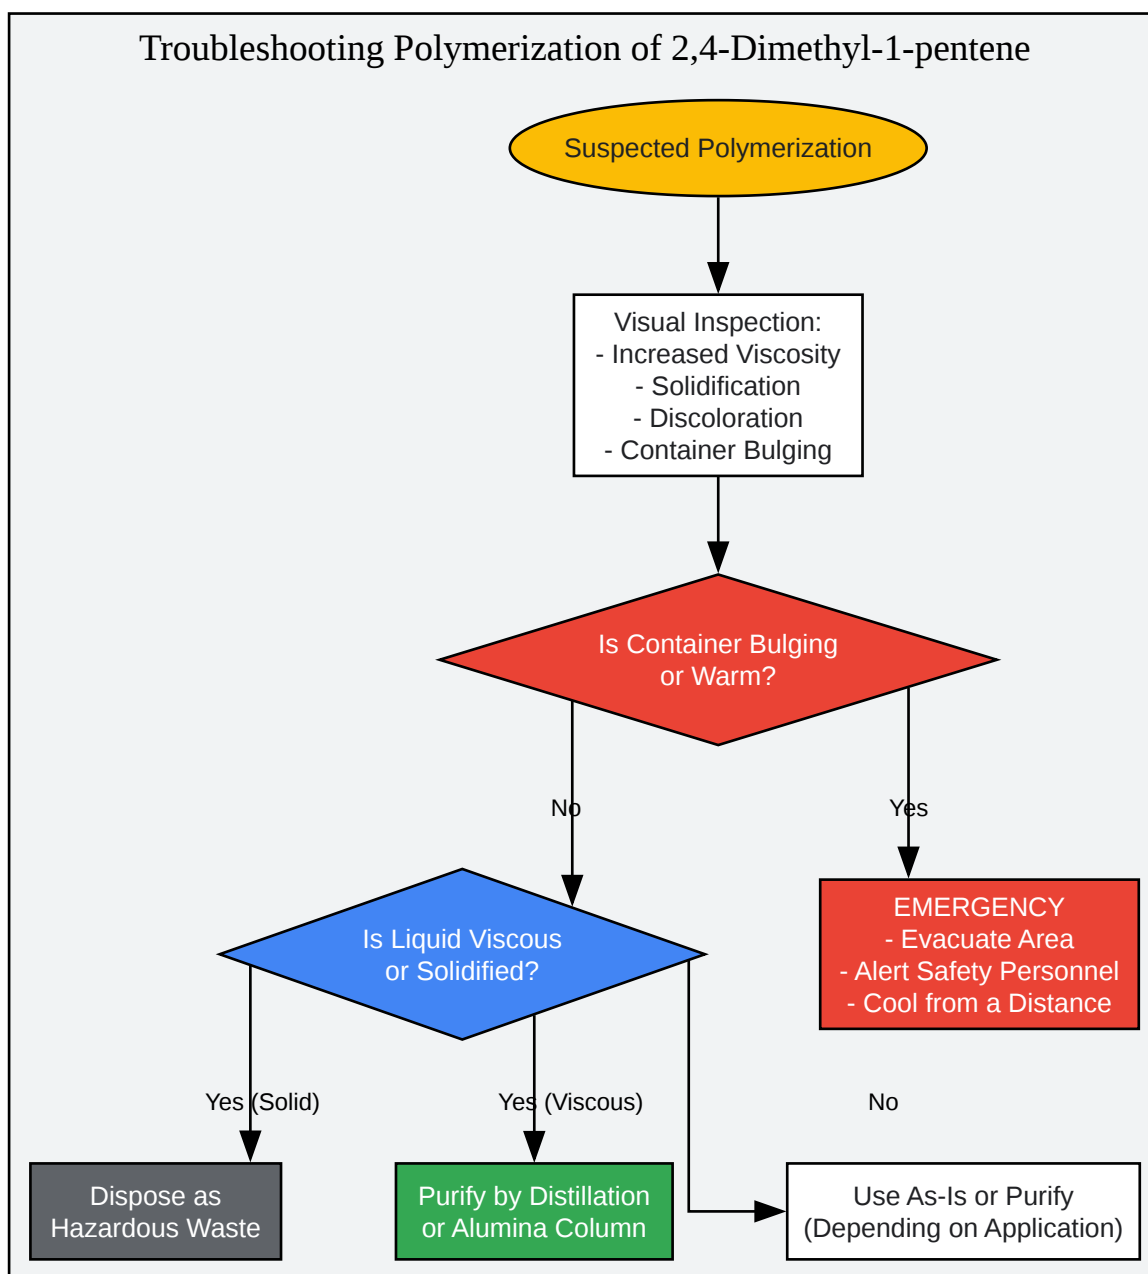 Troubleshooting Polymerization of 2,4-Dimethyl-1-pentene
Suspected Polymerization
Visual Inspection:
- Increased Viscosity
- Solidification
- Discoloration
- Container Bulging
Is Container Bulging
or Warm?
No
Yes
Is Liquid Viscous
or Solidified?
EMERGENCY
- Evacuate Area
- Alert Safety Personnel
- Cool from a Distance
Yes (Solid)
Yes (Viscous)
No
Dispose as
Hazardous Waste
Purify by Distillation
or Alumina Column
Use As-Is or Purify
(Depending on Application)